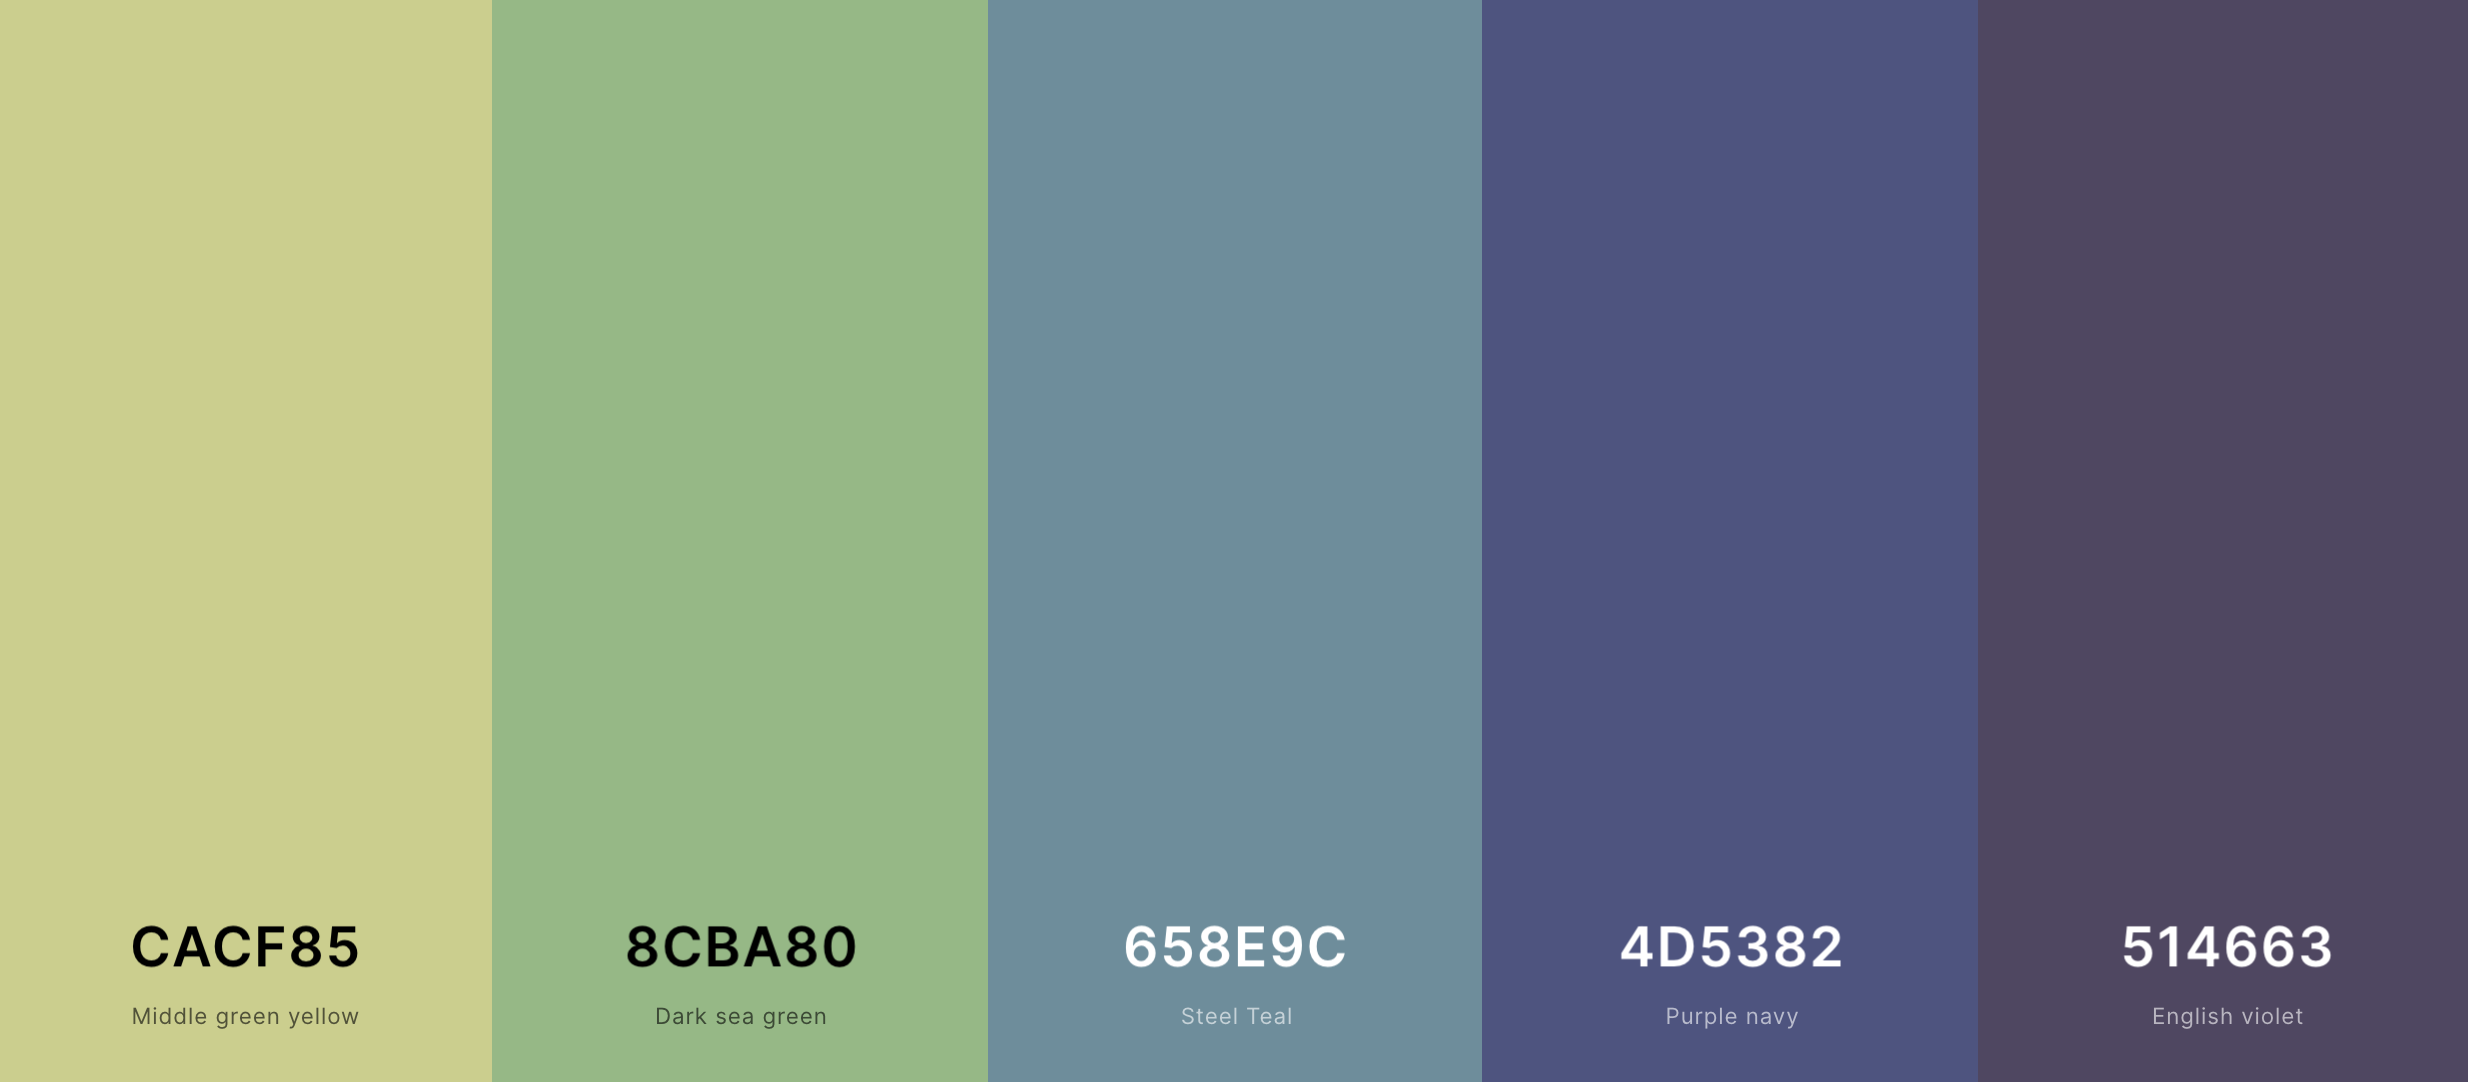 CACF85
Middle green yellow
8CBA80
Dark sea green
658E9C
Steel Teal
4D5382
Purple navy
514663
English violet